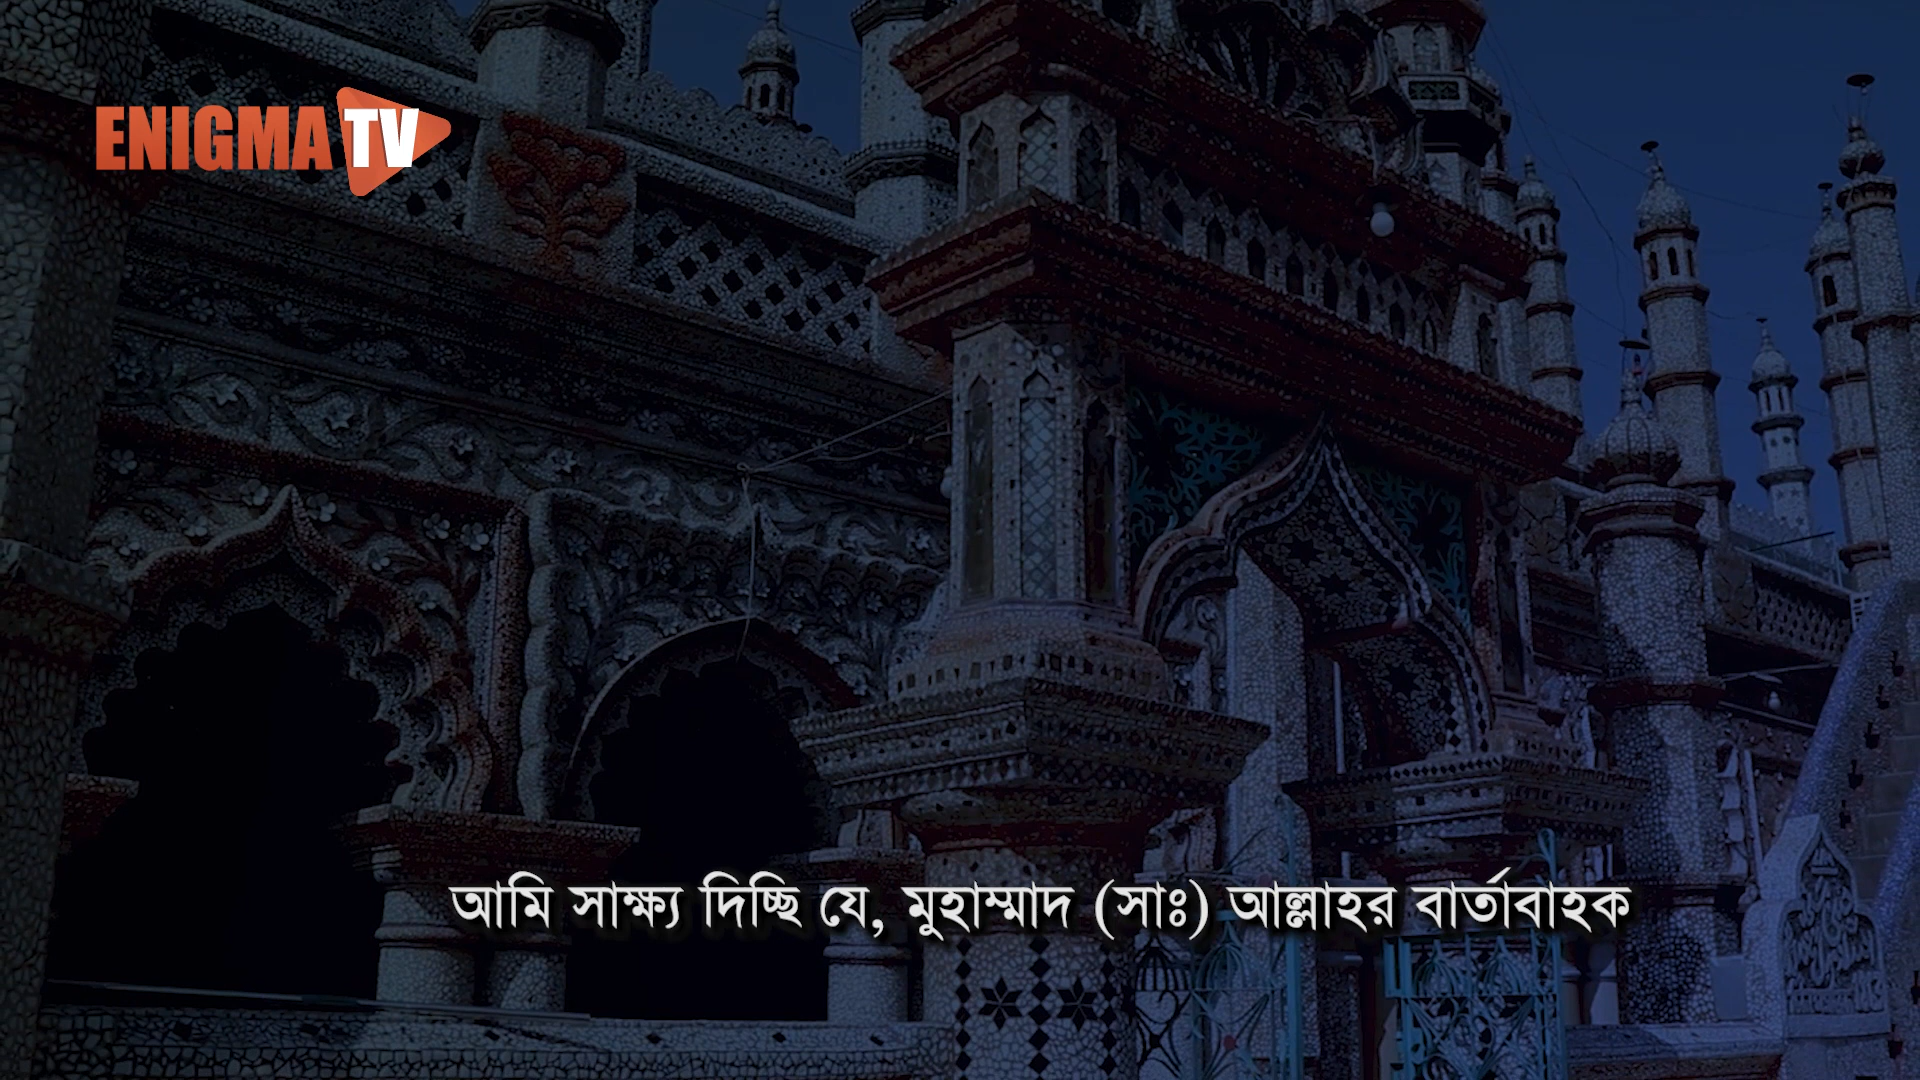 ENIGMA TV
আমি সাক্ষ্য দিচ্ছি যে, মুহাম্মাদ (সাঃ) আল্লাহর বার্তাবাহক